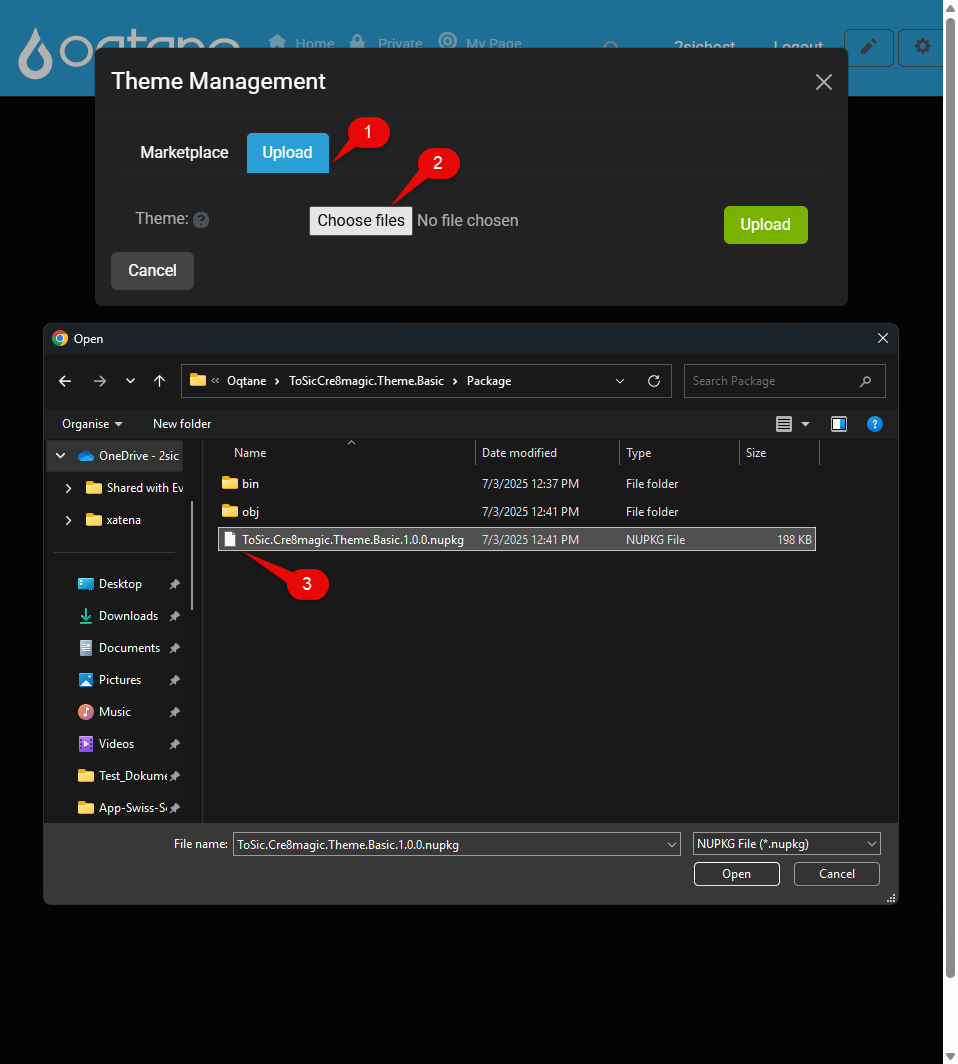 oqtane Home Private My Page 2sichost Logout
Theme Management
1
Marketplace Upload
2
Theme: ? Choose files No file chosen Upload
Cancel
Open
« Oqtane › ToSicCre8magic.Theme.Basic › Package Search Package
Organise New folder ?
OneDrive - 2sic Name Date modified Type Size
Shared with Ev bin 7/3/2025 12:37 PM File folder
xatena obj 7/3/2025 12:41 PM File folder
ToSic.Cre8magic.Theme.Basic.1.0.0.nupkg 7/3/2025 12:41 PM NUPKG File 198 KB
3
Desktop
Downloads
Documents
Pictures
Music
Videos
Test_Dokume
App-Swiss-S
File name: ToSic.Cre8magic.Theme.Basic.1.0.0.nupkg NUPKG File (*.nupkg)
Open Cancel